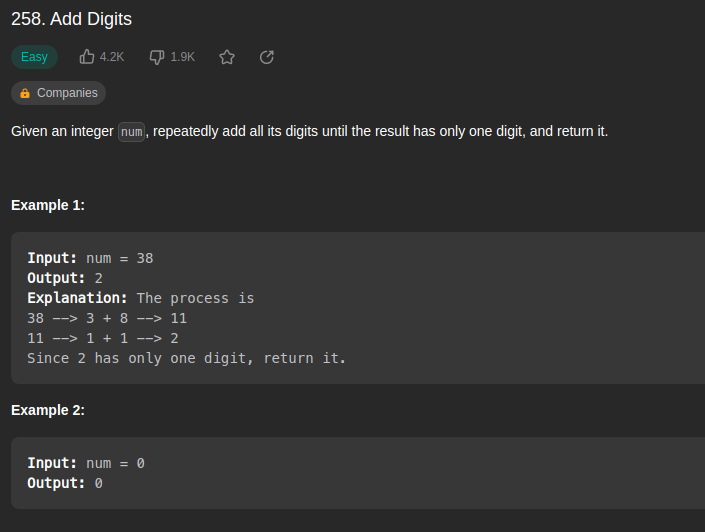 258. Add Digits
Easy 4.2K 1.9K
Companies
Given an integer num, repeatedly add all its digits until the result has only one digit, and return it.
Example 1:
Input: num = 38
Output: 2
Explanation: The process is
38 --> 3 + 8 --> 11
11 --> 1 + 1 --> 2
Since 2 has only one digit, return it.
Example 2:
Input: num = 0
Output: 0